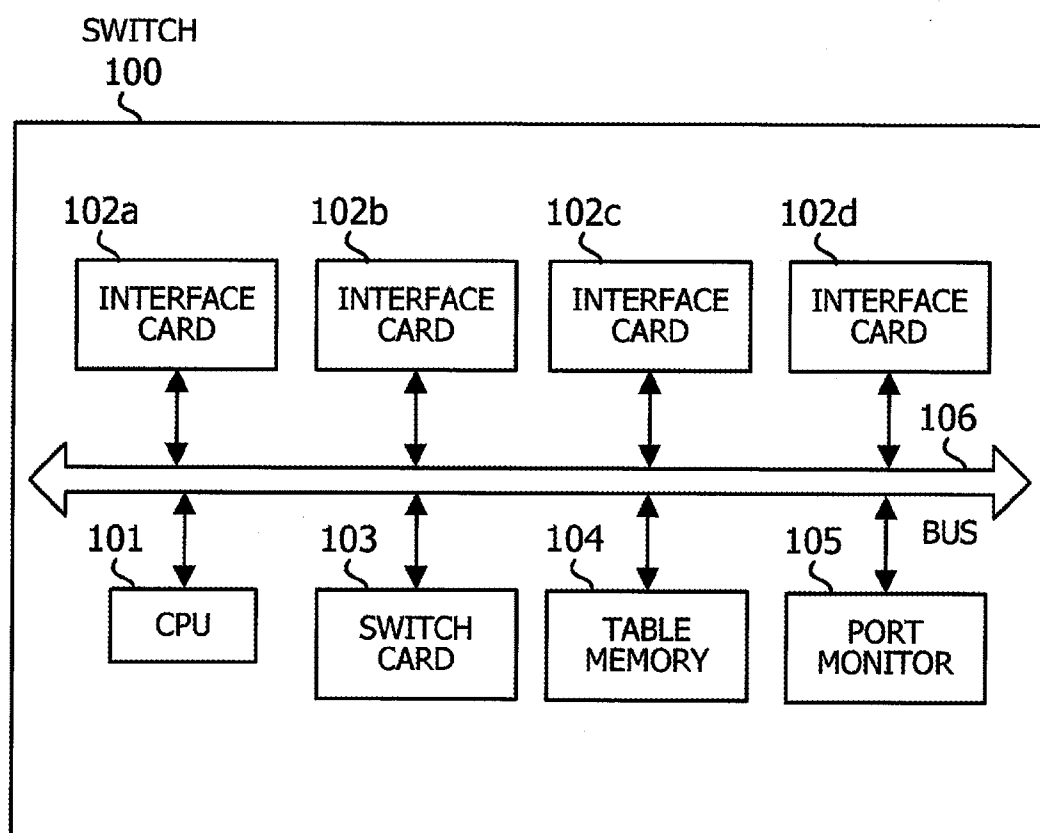 SWITCH
100
102a
102b
102c
102d
INTERFACE
CARD
INTERFACE
CARD
INTERFACE
CARD
INTERFACE
CARD
106
BUS
101
103
104
105
CPU
SWITCH
CARD
TABLE
MEMORY
PORT
MONITOR